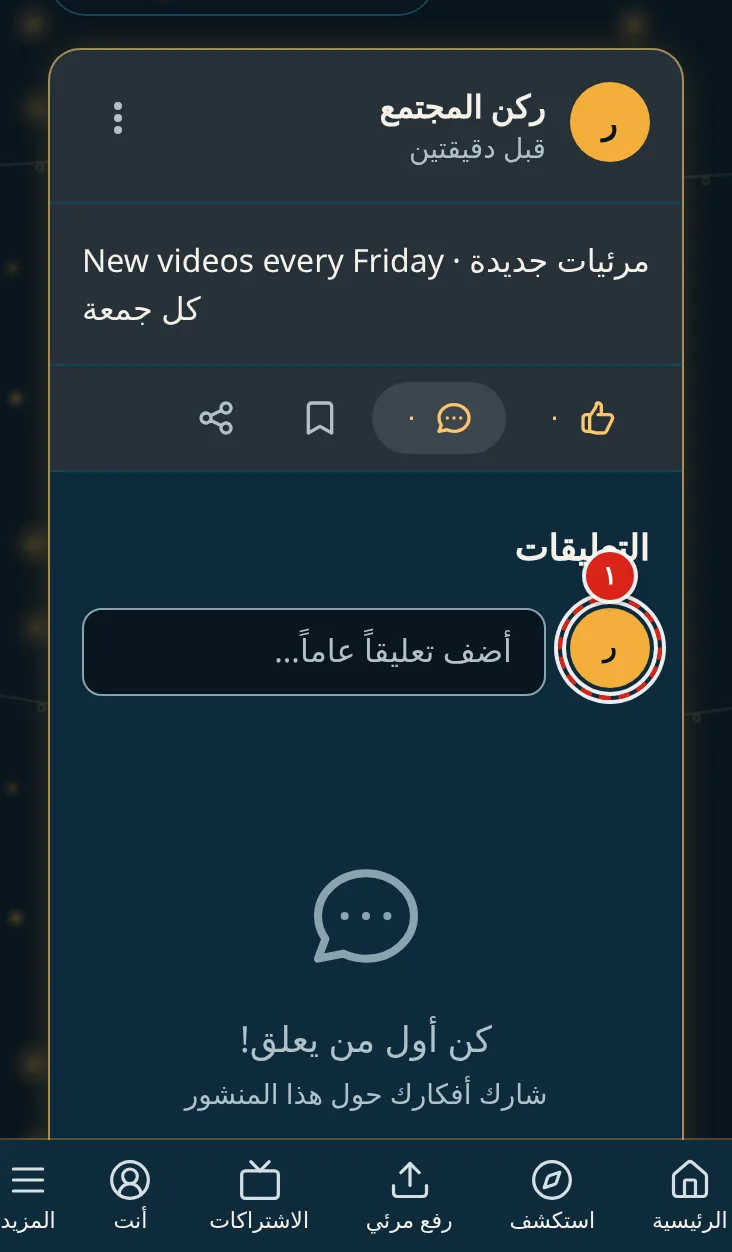 ر
ركن المجتمع
قبل دقيقتين
New videos every Friday · مرئيات جديدة
كل جمعة
· ·
التعليقات
١
ر
أضف تعليقاً عاماً...
كن أول من يعلق!
شارك أفكارك حول هذا المنشور
الرئيسية
استكشف
رفع مرئي
الاشتراكات
أنت
المزيد